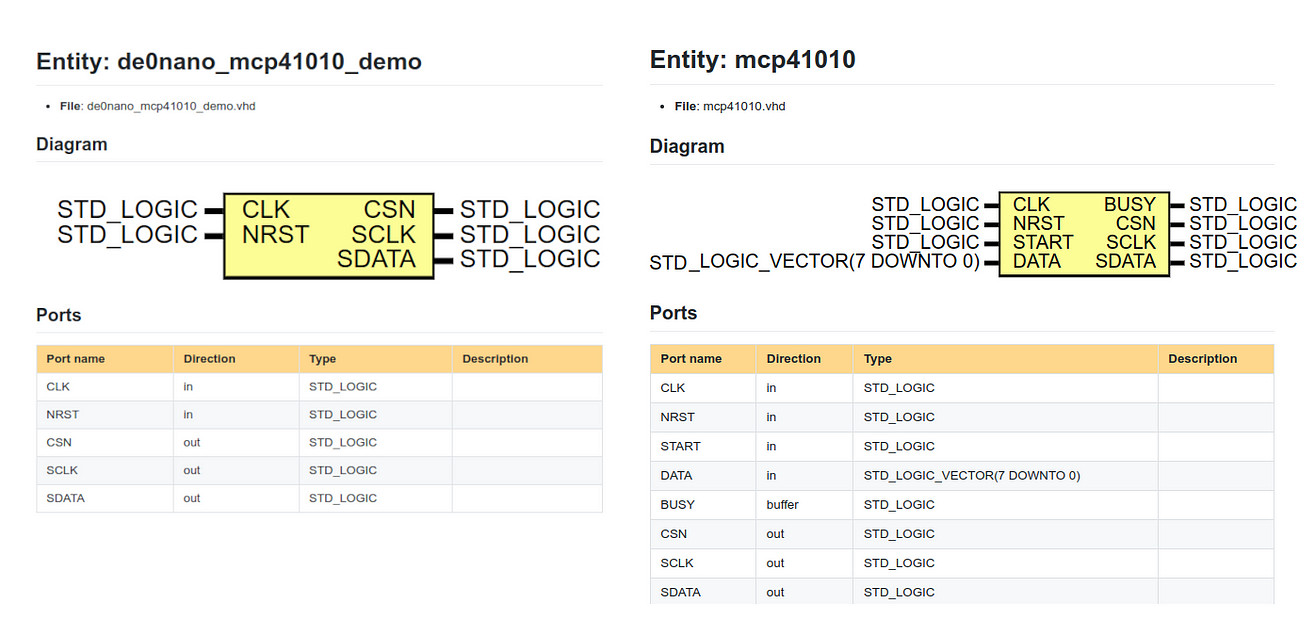 Entity: de0nano_mcp41010_demo
• File: de0nano_mcp41010_demo.vhd
Diagram
STD_LOGIC CLK CSN STD_LOGIC
STD_LOGIC NRST SCLK STD_LOGIC
SDATA STD_LOGIC
Ports
Port name Direction Type Description
CLK in STD_LOGIC
NRST in STD_LOGIC
CSN out STD_LOGIC
SCLK out STD_LOGIC
SDATA out STD_LOGIC
Entity: mcp41010
• File: mcp41010.vhd
Diagram
STD_LOGIC CLK BUSY STD_LOGIC
STD_LOGIC NRST CSN STD_LOGIC
STD_LOGIC START SCLK STD_LOGIC
STD_LOGIC_VECTOR(7 DOWNTO 0) DATA SDATA STD_LOGIC
Ports
Port name Direction Type Description
CLK in STD_LOGIC
NRST in STD_LOGIC
START in STD_LOGIC
DATA in STD_LOGIC_VECTOR(7 DOWNTO 0)
BUSY buffer STD_LOGIC
CSN out STD_LOGIC
SCLK out STD_LOGIC
SDATA out STD_LOGIC